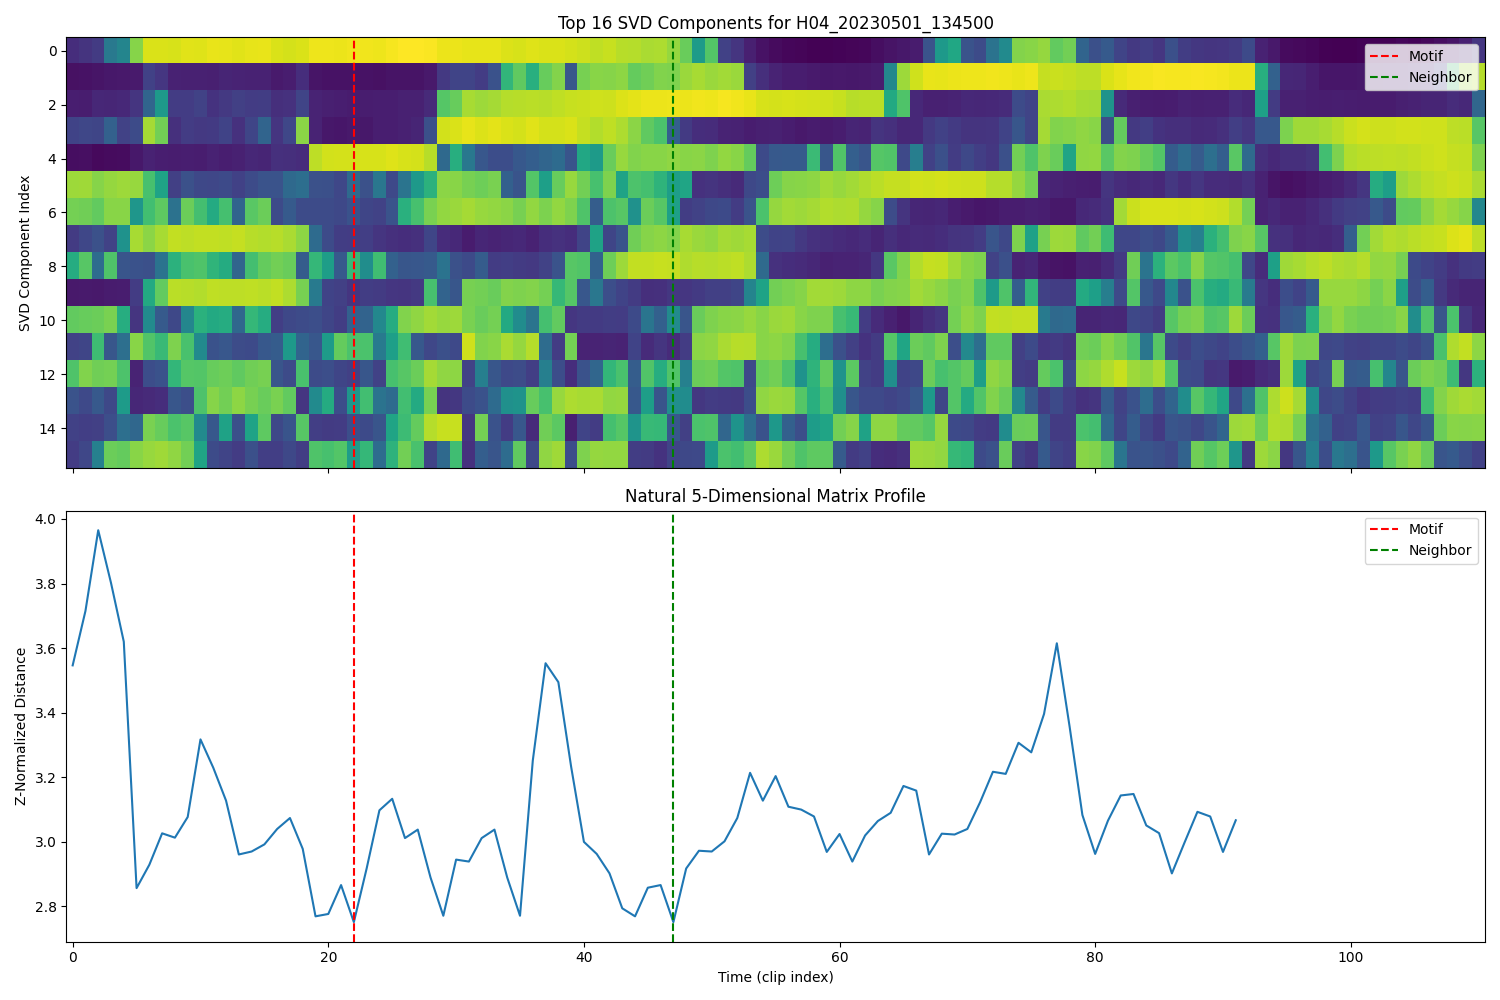 Top 16 SVD Components for H04_20230501_134500
Motif
Neighbor
SVD Component Index
0
2
4
6
8
10
12
14
Natural 5-Dimensional Matrix Profile
Motif
Neighbor
Z-Normalized Distance
4.0
3.8
3.6
3.4
3.2
3.0
2.8
0 20 40 60 80 100
Time (clip index)